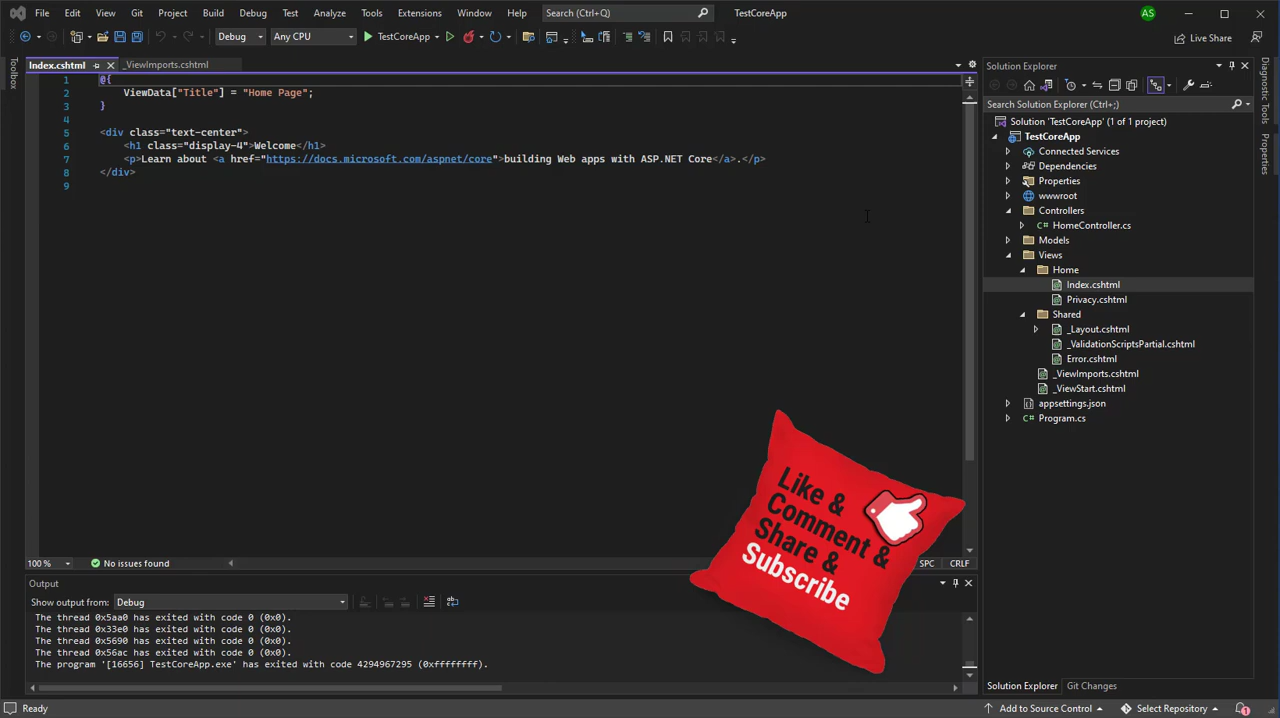 File Edit View Git Project Build Debug Test Analyze Tools Extensions Window Help Search (Ctrl+Q) TestCoreApp AS
Debug Any CPU TestCoreApp Live Share
Toolbox
Index.cshtml _ViewImports.cshtml
1 @{
2 ViewData["Title"] = "Home Page";
3 }
4
5 <div class="text-center">
6 <h1 class="display-4">Welcome</h1>
7 <p>Learn about <a href="https://docs.microsoft.com/aspnet/core">building Web apps with ASP.NET Core</a>.</p>
8 </div>
9
100 % No issues found SPC CRLF
Output
Show output from: Debug
The thread 0x5aa0 has exited with code 0 (0x0).
The thread 0x33e0 has exited with code 0 (0x0).
The thread 0x5690 has exited with code 0 (0x0).
The thread 0x56ac has exited with code 0 (0x0).
The program '[16656] TestCoreApp.exe' has exited with code 4294967295 (0xffffffff).
Like &
Comment &
Share &
Subscribe
Solution Explorer
Search Solution Explorer (Ctrl+;)
Solution 'TestCoreApp' (1 of 1 project)
TestCoreApp
Connected Services
Dependencies
Properties
wwwroot
Controllers
C# HomeController.cs
Models
Views
Home
Index.cshtml
Privacy.cshtml
Shared
_Layout.cshtml
_ValidationScriptsPartial.cshtml
Error.cshtml
_ViewImports.cshtml
_ViewStart.cshtml
appsettings.json
C# Program.cs
Solution Explorer Git Changes
Diagnostic Tools
Properties
Ready Add to Source Control Select Repository 1